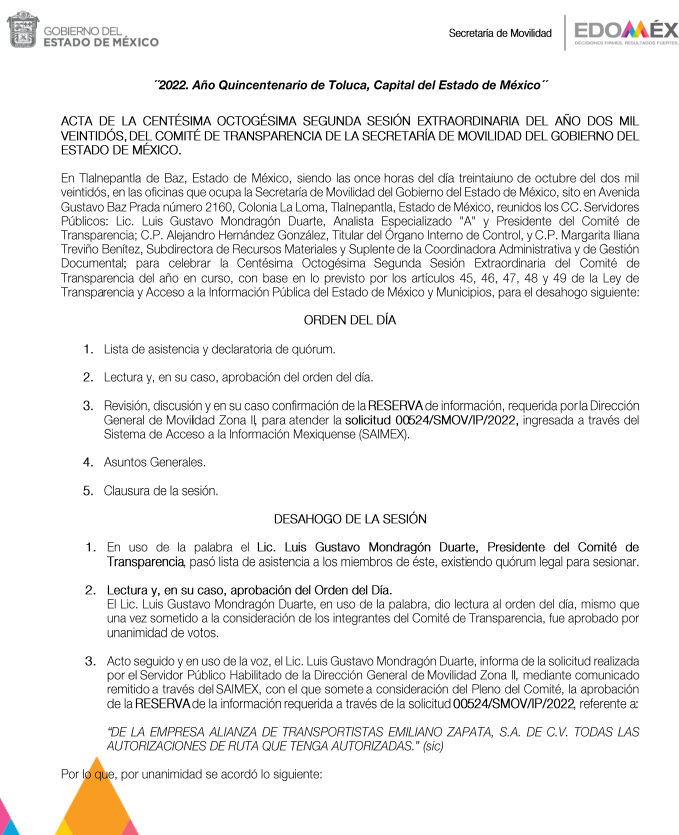 GOBIERNO DEL
ESTADO DE MÉXICO
Secretaría de Movilidad
EDOMÉX
DECISIONES FIRMES, RESULTADOS FUERTES.
´´2022. Año Quincentenario de Toluca, Capital del Estado de México´´
ACTA DE LA CENTÉSIMA OCTOGÉSIMA SEGUNDA SESIÓN EXTRAORDINARIA DEL AÑO DOS MIL
VEINTIDÓS, DEL COMITÉ DE TRANSPARENCIA DE LA SECRETARÍA DE MOVILIDAD DEL GOBIERNO DEL
ESTADO DE MÉXICO.
En Tlalnepantla de Baz, Estado de México, siendo las once horas del día treintaiuno de octubre del dos mil
veintidós, en las oficinas que ocupa la Secretaría de Movilidad del Gobierno del Estado de México, sito en Avenida
Gustavo Baz Prada número 2160, Colonia La Loma, Tlalnepantla, Estado de México, reunidos los CC. Servidores
Públicos: Lic. Luis Gustavo Mondragón Duarte, Analista Especializado "A" y Presidente del Comité de
Transparencia; C.P. Alejandro Hernández González, Titular del Órgano Interno de Control, y C.P. Margarita Iliana
Treviño Benítez, Subdirectora de Recursos Materiales y Suplente de la Coordinadora Administrativa y de Gestión
Documental; para celebrar la Centésima Octogésima Segunda Sesión Extraordinaria del Comité de
Transparencia del año en curso, con base en lo previsto por los artículos 45, 46, 47, 48 y 49 de la Ley de
Transparencia y Acceso a la Información Pública del Estado de México y Municipios, para el desahogo siguiente:
ORDEN DEL DÍA
1. Lista de asistencia y declaratoria de quórum.
2. Lectura y, en su caso, aprobación del orden del día.
3. Revisión, discusión y en su caso confirmación de la RESERVA de información, requerida por la Dirección
General de Movilidad Zona II, para atender la solicitud 00524/SMOV/IP/2022, ingresada a través del
Sistema de Acceso a la Información Mexiquense (SAIMEX).
4. Asuntos Generales.
5. Clausura de la sesión.
DESAHOGO DE LA SESIÓN
1. En uso de la palabra el Lic. Luis Gustavo Mondragón Duarte, Presidente del Comité de
Transparencia, pasó lista de asistencia a los miembros de éste, existiendo quórum legal para sesionar.
2. Lectura y, en su caso, aprobación del Orden del Día.
El Lic. Luis Gustavo Mondragón Duarte, en uso de la palabra, dio lectura al orden del día, mismo que
una vez sometido a la consideración de los integrantes del Comité de Transparencia, fue aprobado por
unanimidad de votos.
3. Acto seguido y en uso de la voz, el Lic. Luis Gustavo Mondragón Duarte, informa de la solicitud realizada
por el Servidor Público Habilitado de la Dirección General de Movilidad Zona II, mediante comunicado
remitido a través del SAIMEX, con el que somete a consideración del Pleno del Comité, la aprobación
de la RESERVA de la información requerida a través de la solicitud 00524/SMOV/IP/2022, referente a:
"DE LA EMPRESA ALIANZA DE TRANSPORTISTAS EMILIANO ZAPATA, S.A. DE C.V. TODAS LAS
AUTORIZACIONES DE RUTA QUE TENGA AUTORIZADAS." (sic)
Por lo que, por unanimidad se acordó lo siguiente: